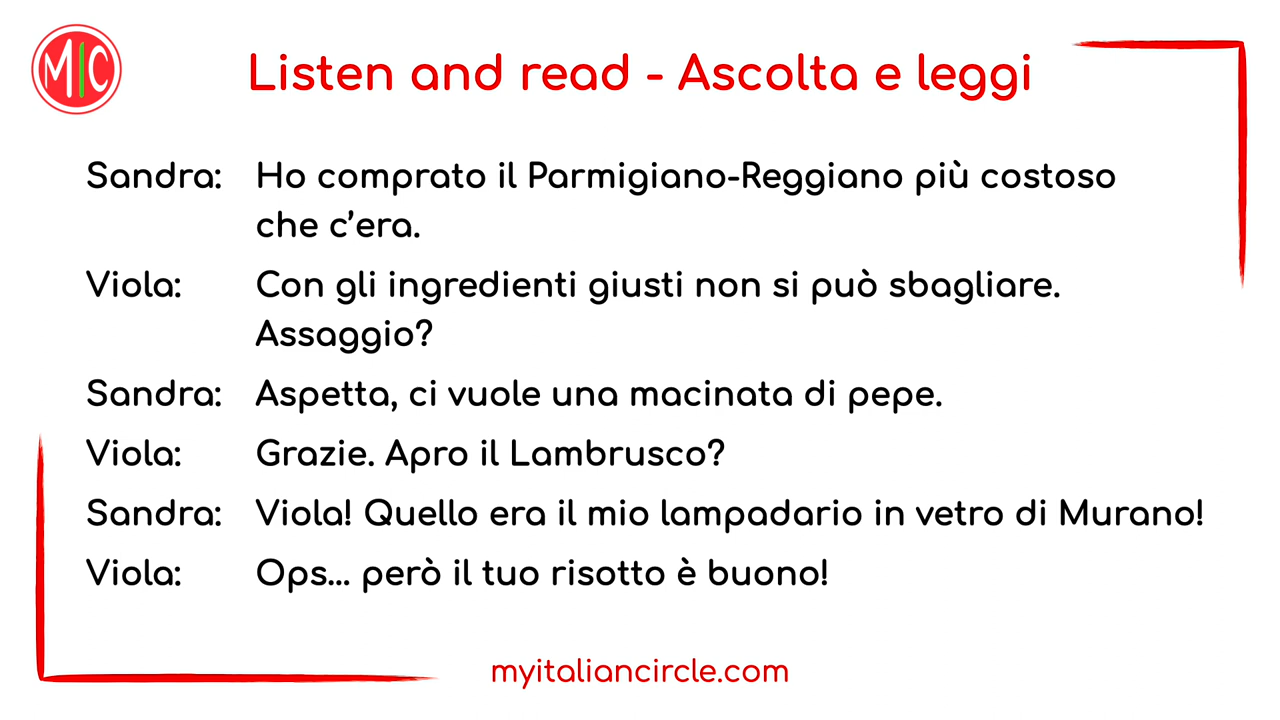 MIC
Listen and read - Ascolta e leggi
Sandra: Ho comprato il Parmigiano-Reggiano più costoso
che c’era.
Viola: Con gli ingredienti giusti non si può sbagliare.
Assaggio?
Sandra: Aspetta, ci vuole una macinata di pepe.
Viola: Grazie. Apro il Lambrusco?
Sandra: Viola! Quello era il mio lampadario in vetro di Murano!
Viola: Ops... però il tuo risotto è buono!
myitaliancircle.com